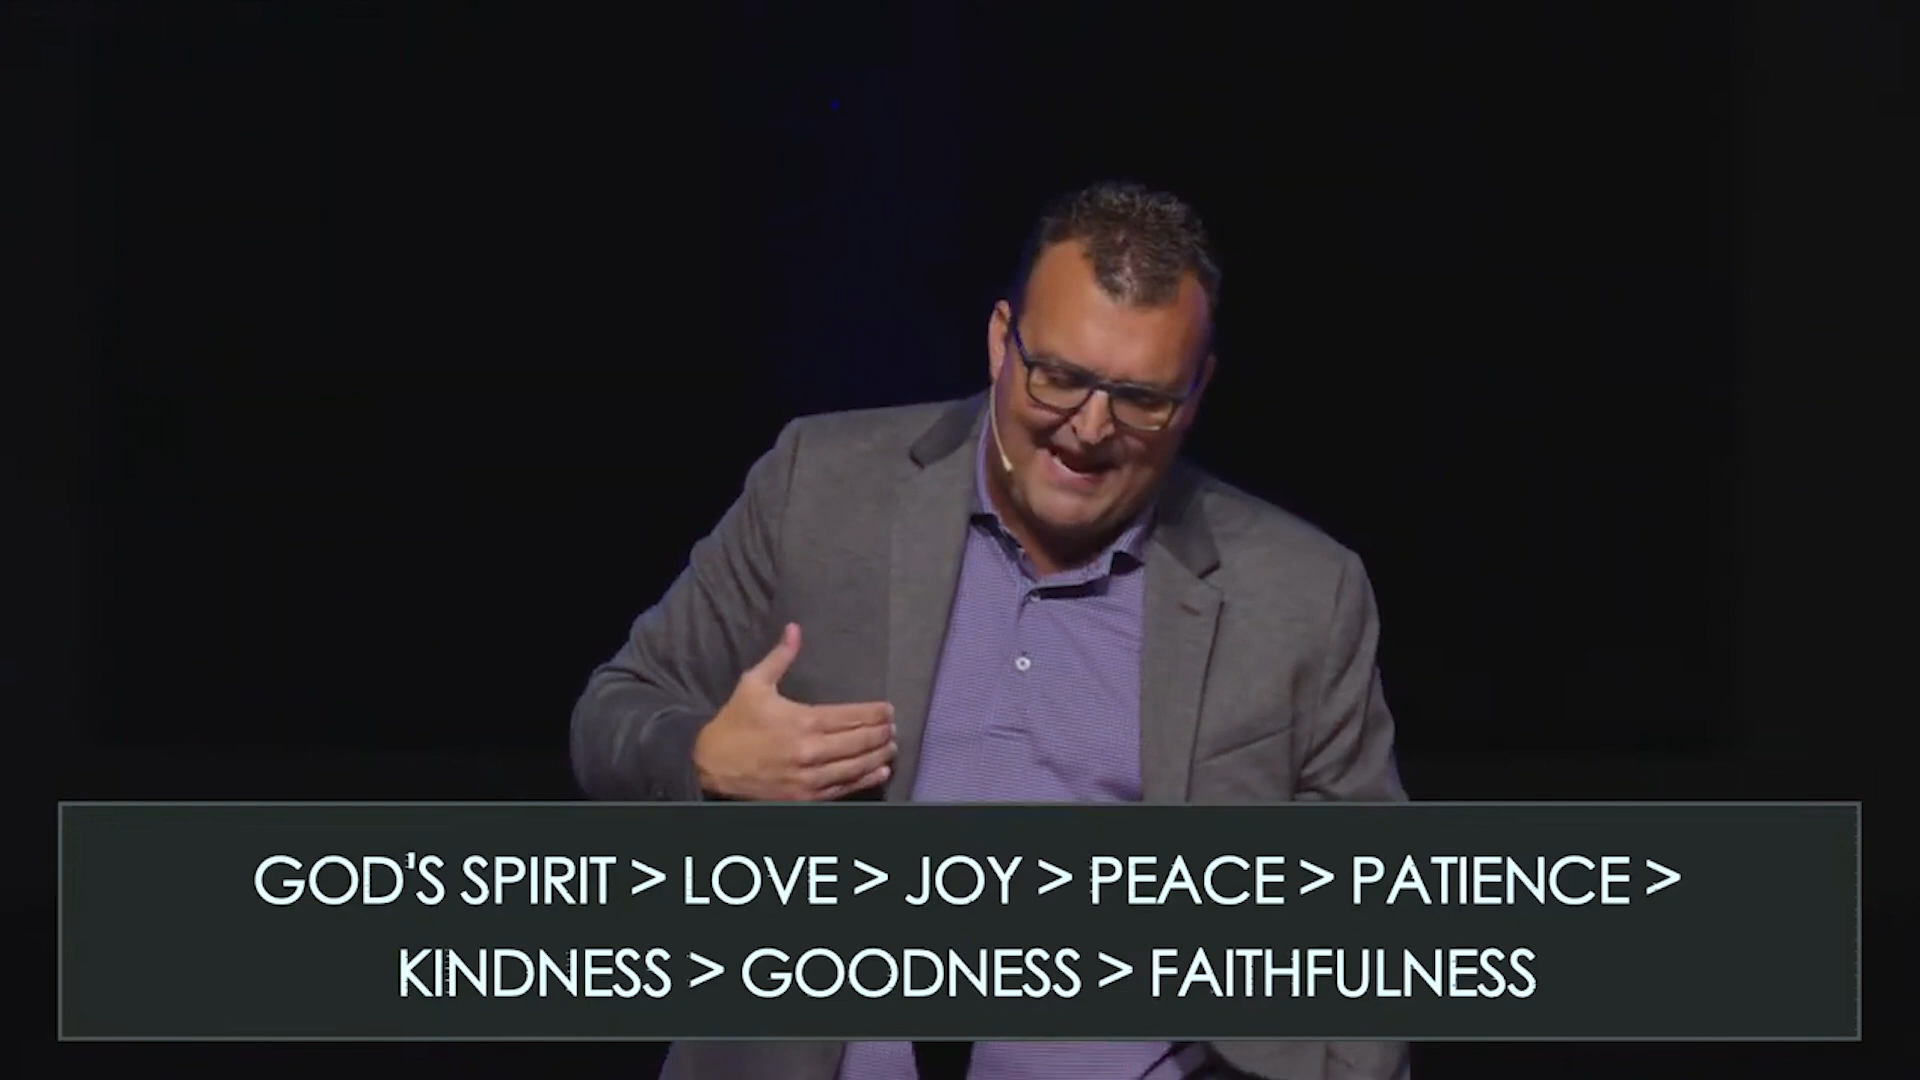 GOD'S SPIRIT > LOVE > JOY > PEACE > PATIENCE >
KINDNESS > GOODNESS > FAITHFULNESS